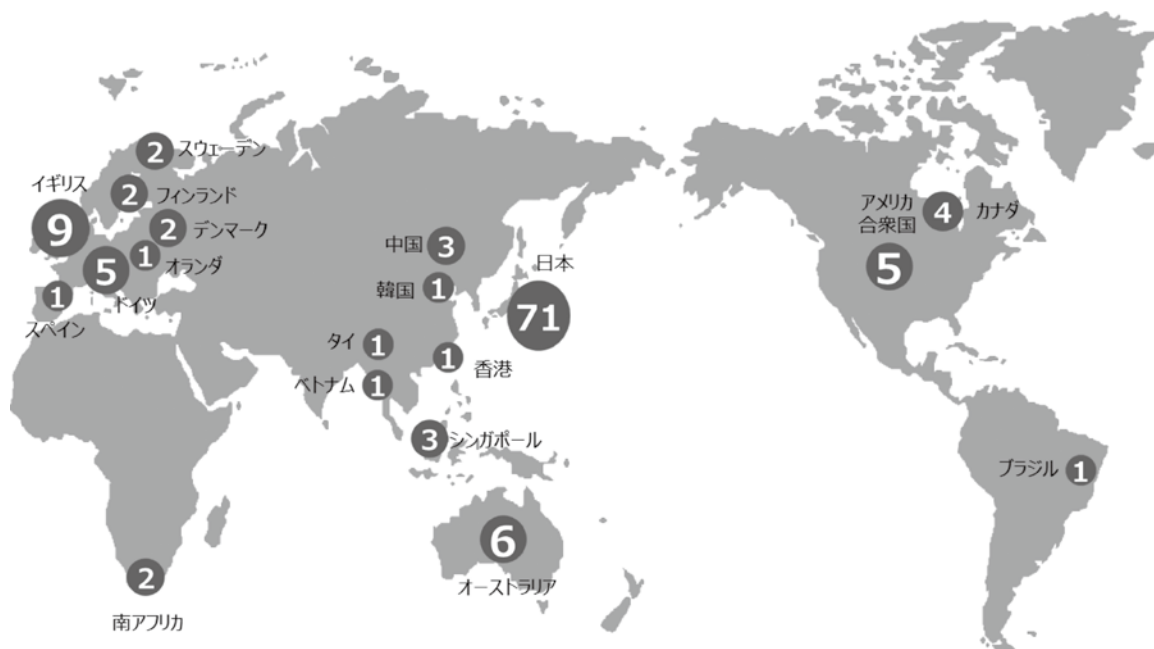 2 スウェーデン
イギリス
2 フィンランド
9
2 デンマーク
1 オランダ
5
ドイツ
1
スペイン
中国 3
韓国 1
日本
71
タイ 1
1 香港
ベトナム 1
3 シンガポール
6
オーストラリア
2
南アフリカ
アメリカ
合衆国
4 カナダ
5
ブラジル 1